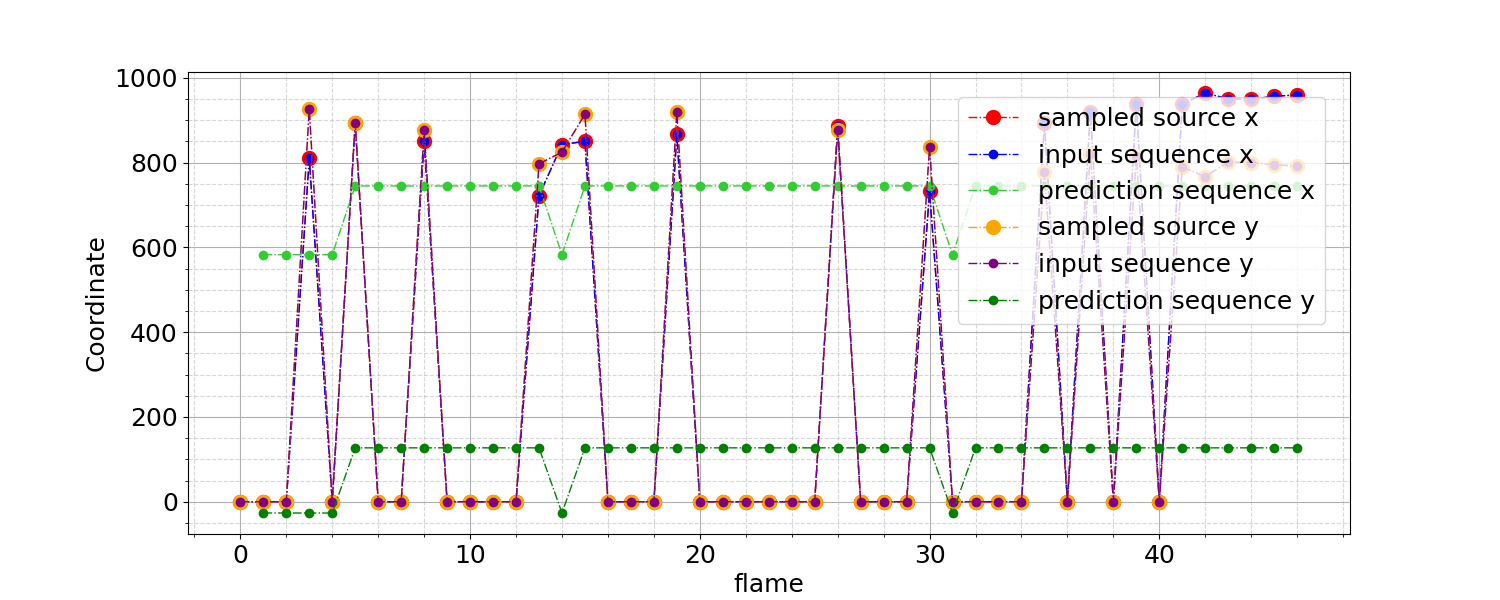 1000
800
600
400
200
0
Coordinate
sampled source x
input sequence x
prediction sequence x
sampled source y
input sequence y
prediction sequence y
0 10 20 30 40
flame